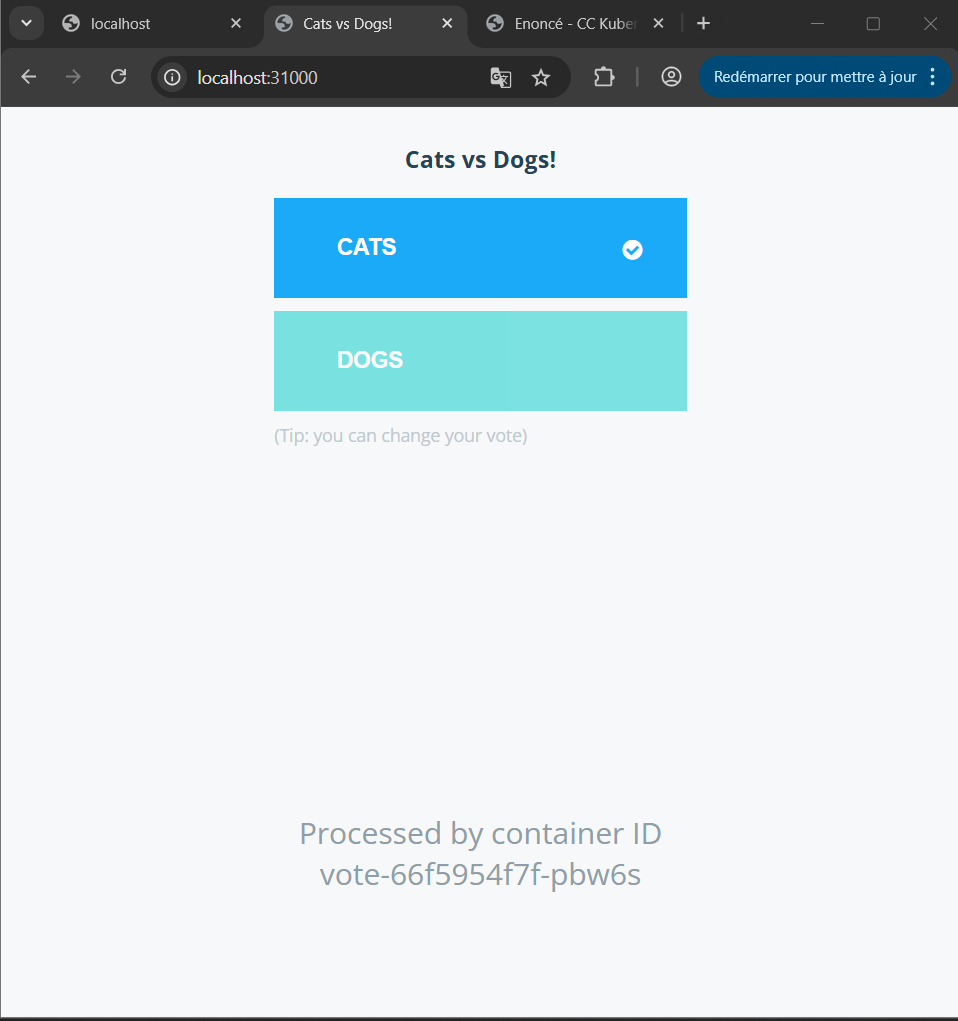 localhost
Cats vs Dogs!
Enoncé - CC Kuber
localhost:31000
Redémarrer pour mettre à jour
Cats vs Dogs!
CATS
DOGS
(Tip: you can change your vote)
Processed by container ID
vote-66f5954f7f-pbw6s